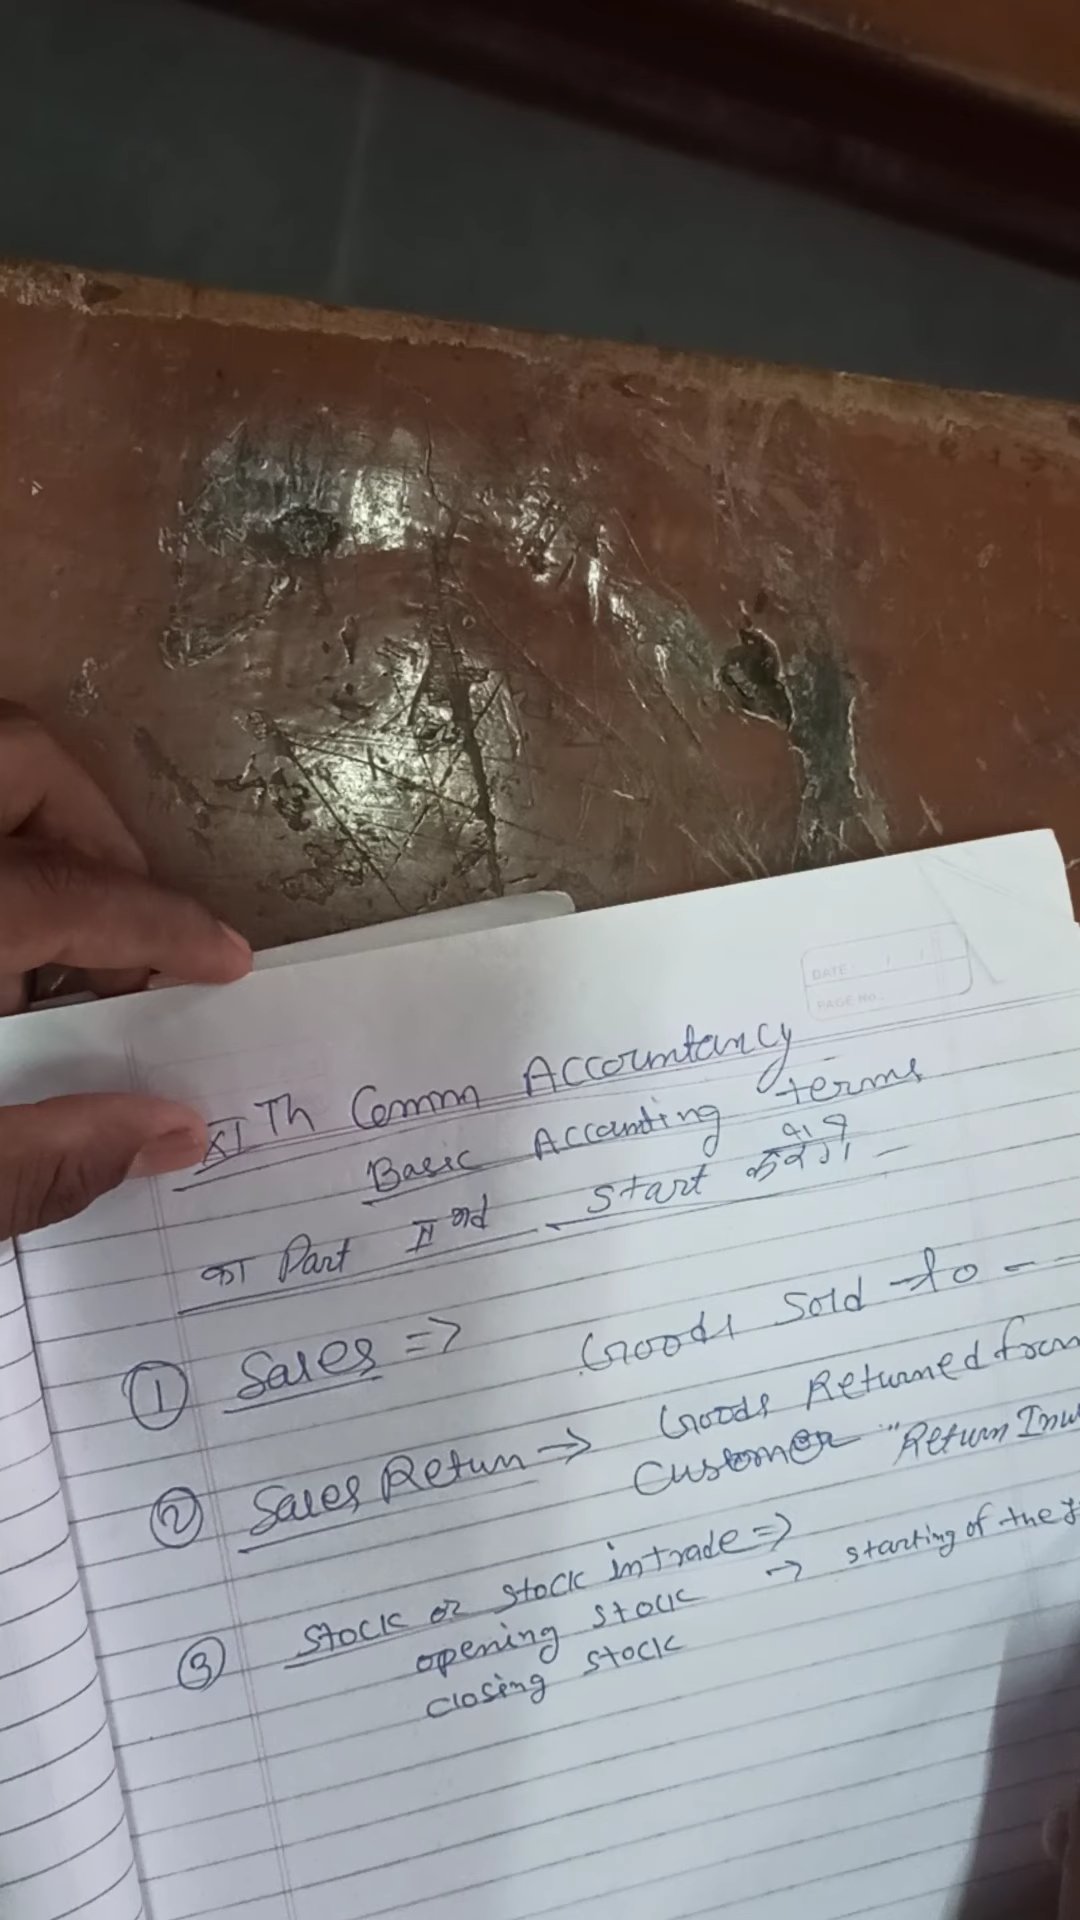 DATE: / /
PAGE No.:
XI Th Comm Accountancy
Basic Accounting terms
का Part II nd start
① Sales => Goods Sold to - -
② Sales Retun → Goods Returned from
Customer "Return Inw
③ Stock or stock in trade =>
opening stock → starting of the y
closing stock